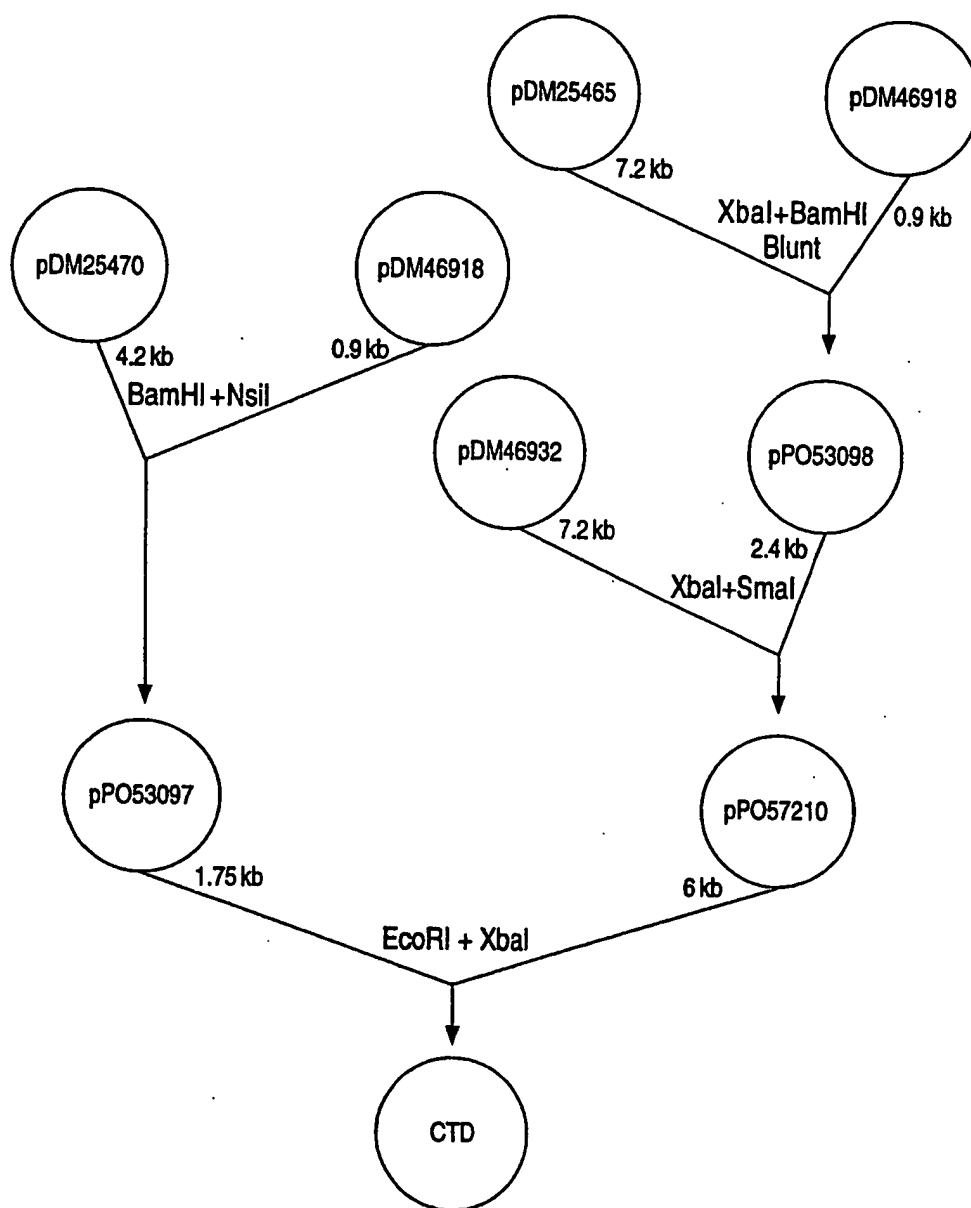 pDM25465
pDM46918
7.2 kb
XbaI+BamHI
0.9 kb
Blunt
pDM25470
pDM46918
4.2 kb
0.9 kb
BamHI +NsiI
pDM46932
pPO53098
7.2 kb
2.4 kb
XbaI+SmaI
pPO53097
pPO57210
1.75 kb
6 kb
EcoRI + XbaI
CTD